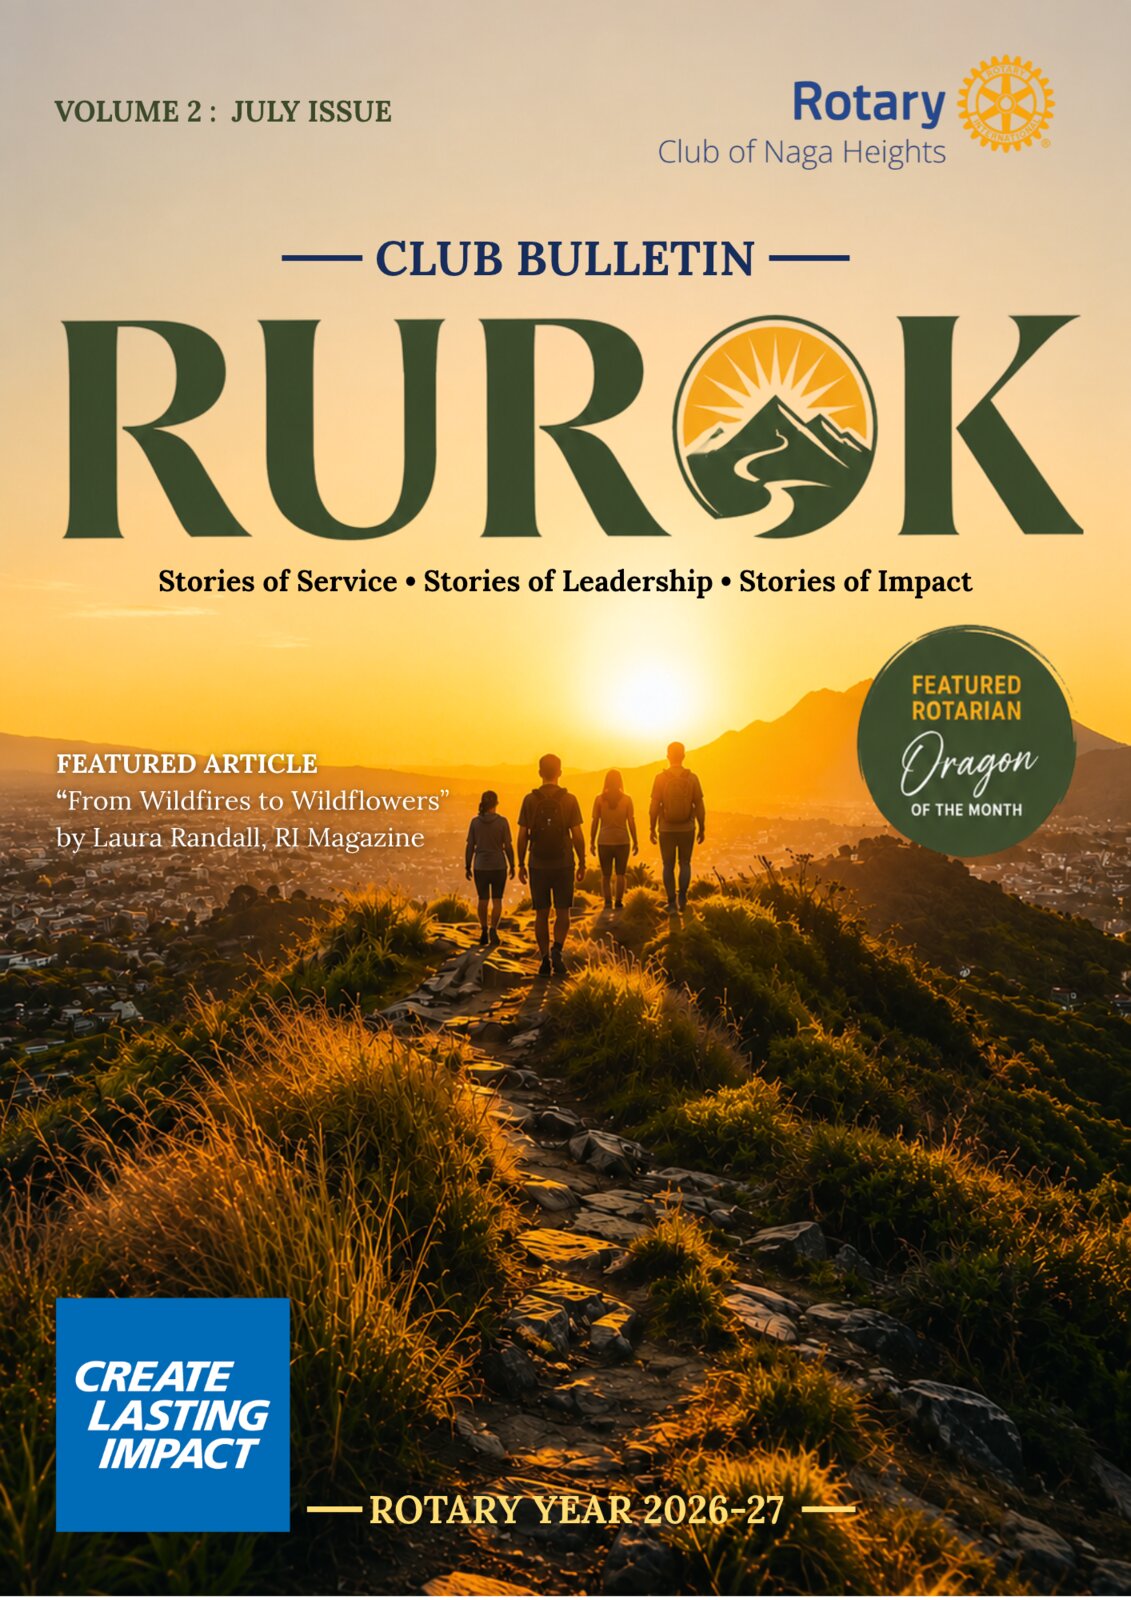 VOLUME 2 : JULY ISSUE
Rotary
Club of Naga Heights
ROTARY
INTERNATIONAL
®
CLUB BULLETIN
RUROK
Stories of Service • Stories of Leadership • Stories of Impact
FEATURED
ROTARIAN
Oragon
OF THE MONTH
FEATURED ARTICLE
“From Wildfires to Wildflowers”
by Laura Randall, RI Magazine
CREATE
LASTING
IMPACT
ROTARY YEAR 2026-27